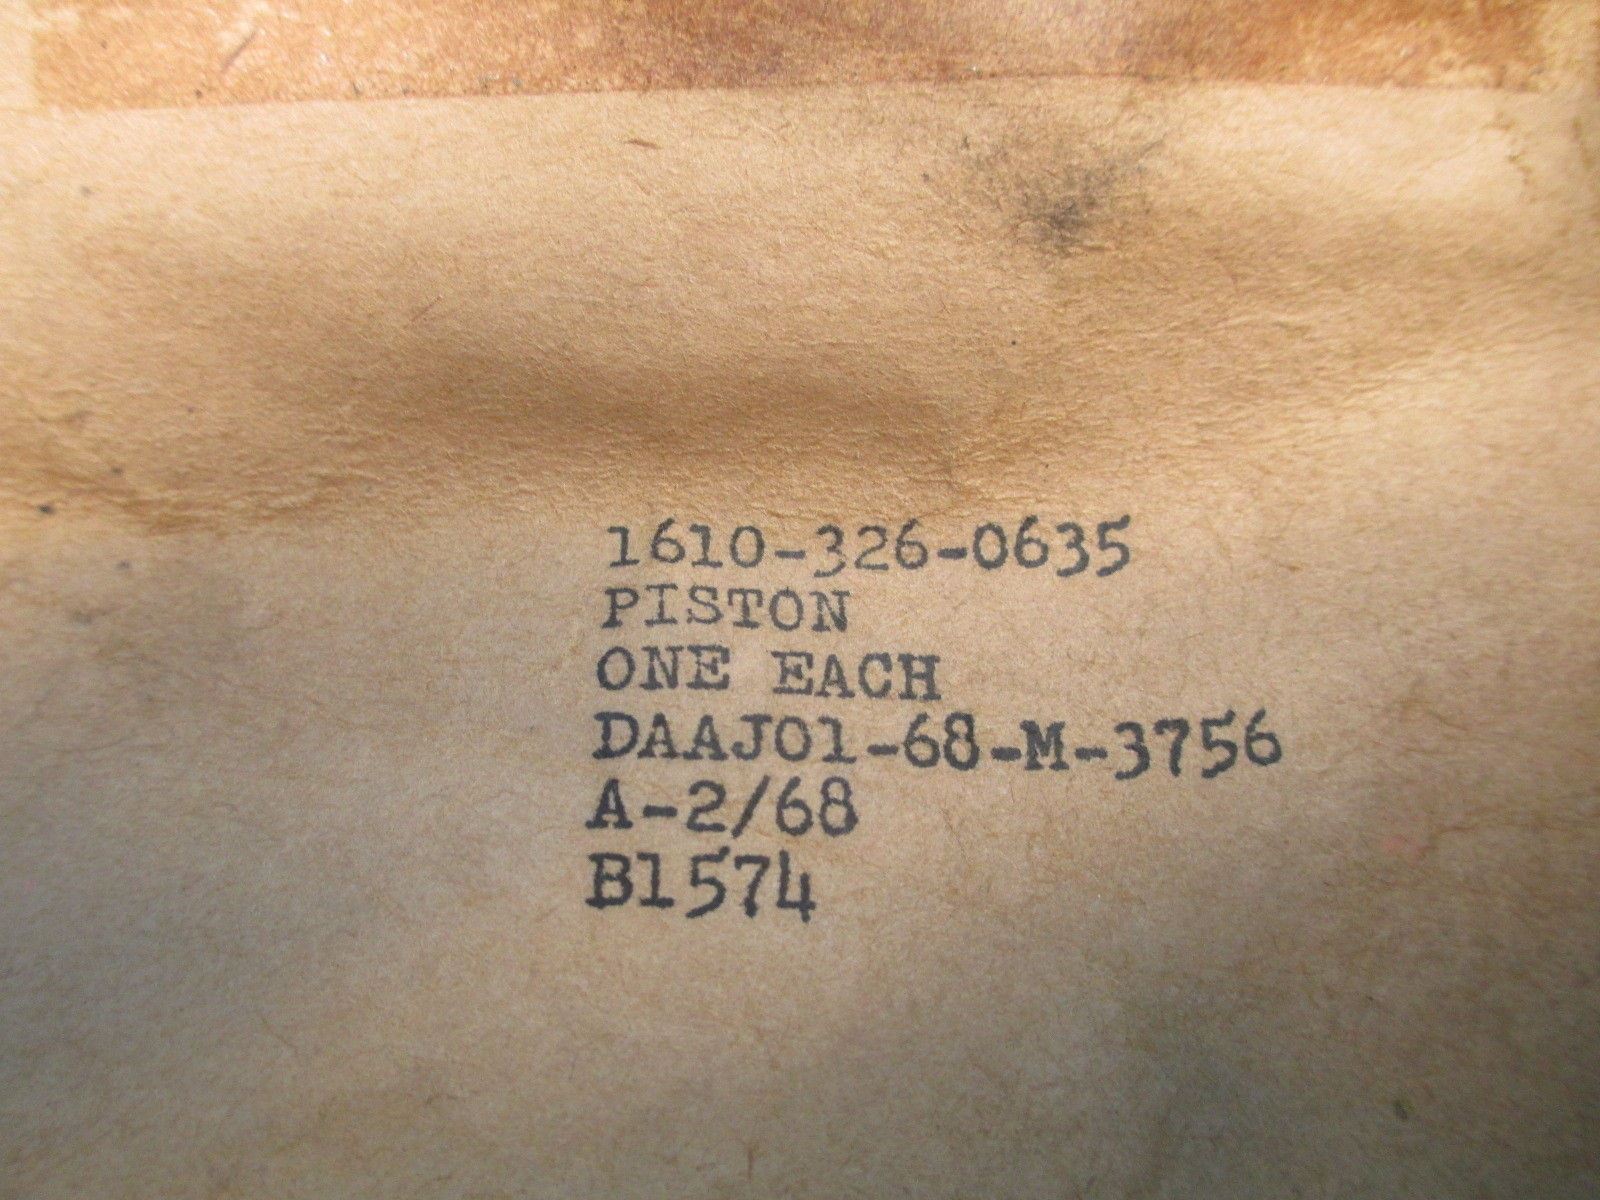 1610-326-0635
PISTON
ONE EACH
DAAJ01-68-M-3756
A-2/68
B1574